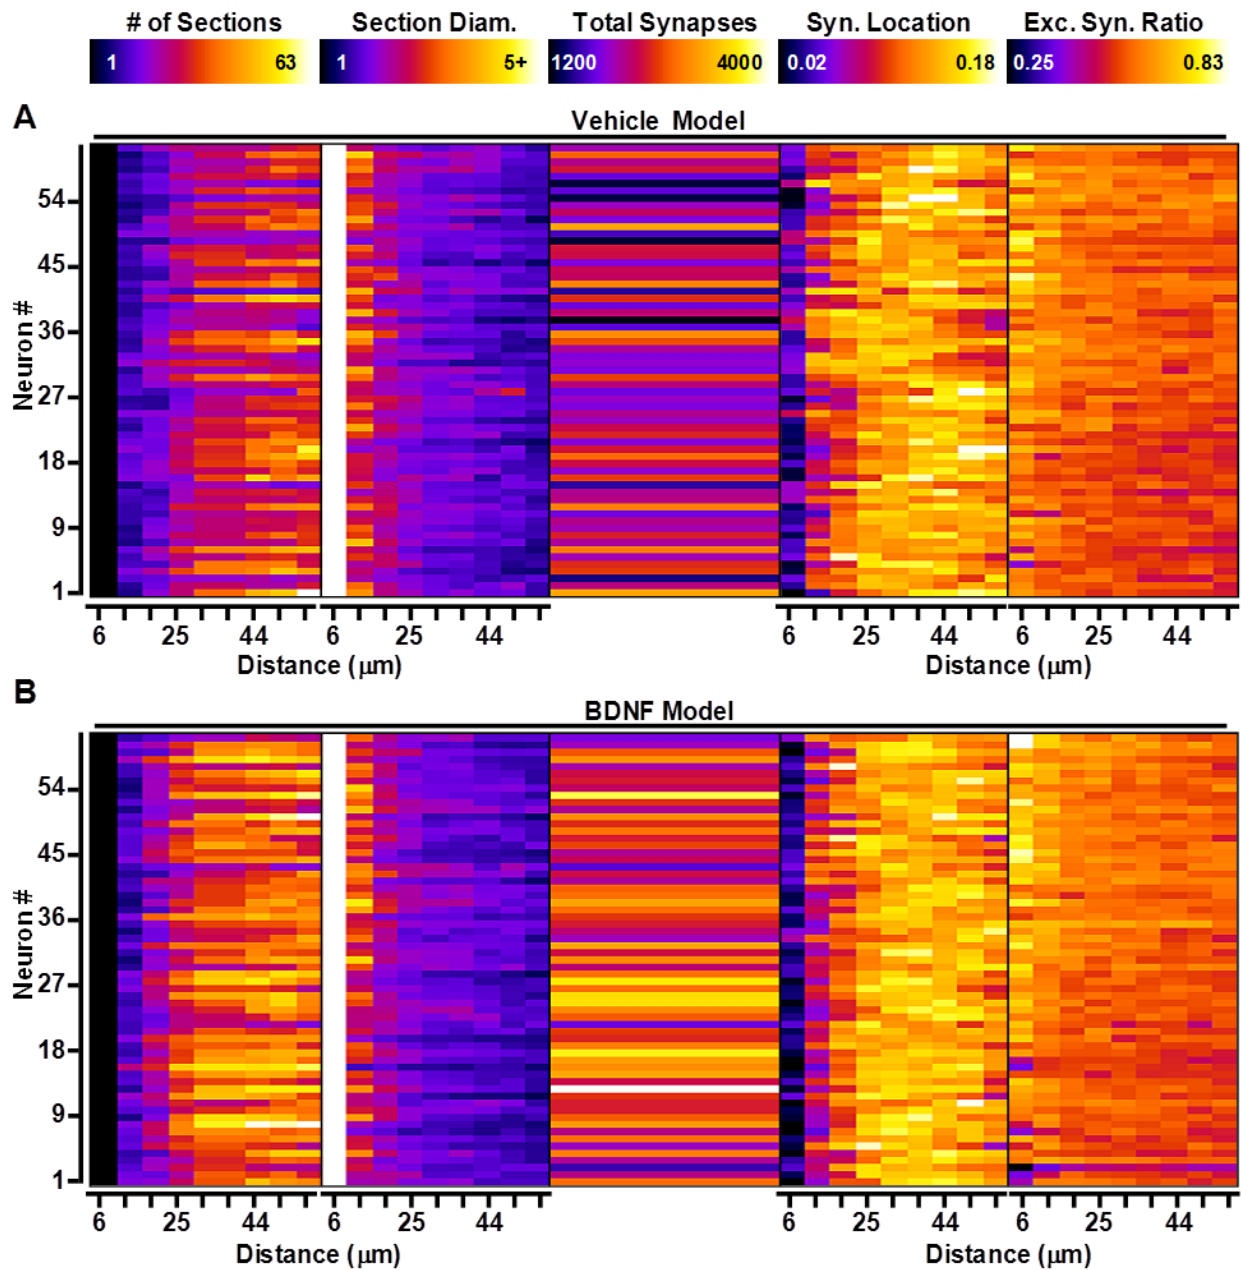 # of Sections Section Diam. Total Synapses Syn. Location Exc. Syn. Ratio
1 63 1 5+ 1200 4000 0.02 0.18 0.25 0.83
A
Vehicle Model
Neuron #
54
45
36
27
18
9
1
6 25 44 6 25 44 6 25 44 6 25 44
Distance (μm) Distance (μm)
B
BDNF Model
Neuron #
54
45
36
27
18
9
1
6 25 44 6 25 44 6 25 44 6 25 44
Distance (μm) Distance (μm)